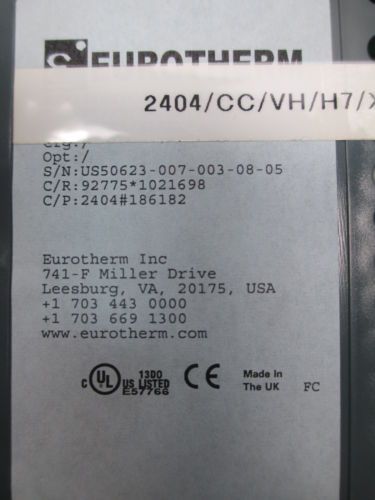 EUROTHERM
2404/CC/VH/H7/X
Cfg:/
Opt:/
S/N:US50623-007-003-08-05
C/R:92775*1021698
C/P:2404#186182
Eurotherm Inc
741-F Miller Drive
Leesburg, VA, 20175, USA
+1 703 443 0000
+1 703 669 1300
www.eurotherm.com
C UL 13DO US LISTED E57766 CE Made in The UK FC